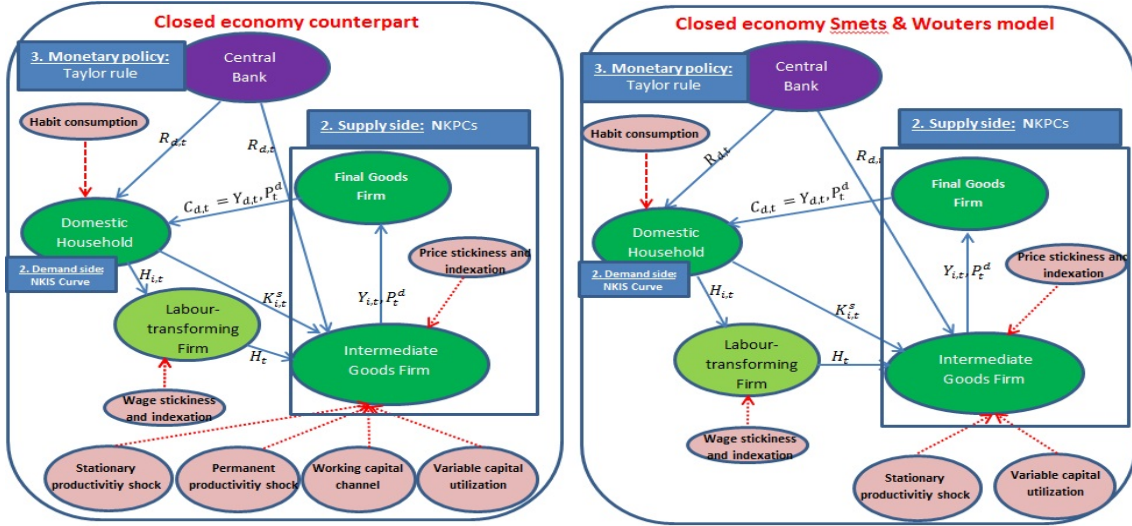 Closed economy counterpart
3. Monetary policy:
Taylor rule
Central
Bank
Habit consumption
2. Supply side: NKPCs
R_{d,t}
R_{d,t}
Final Goods
Firm
C_{d,t} = Y_{d,t}, P_t^d
Domestic
Household
2. Demand side:
NKIS Curve
Price stickiness and
indexation
H_{i,t}
K_{i,t}^s
Y_{i,t}, P_t^d
Labour-
transforming
Firm
H_t
Intermediate
Goods Firm
Wage stickiness
and indexation
Stationary
productivitiy shock
Permanent
productivitiy shock
Working capital
channel
Variable capital
utilization
Closed economy Smets & Wouters model
3. Monetary policy:
Taylor rule
Central
Bank
Habit consumption
2. Supply side: NKPCs
R_{d,t}
R_{d,t}
Final Goods
Firm
C_{d,t} = Y_{d,t}, P_t^d
Domestic
Household
2. Demand side:
NKIS Curve
Price stickiness and
indexation
H_{i,t}
K_{i,t}^s
Y_{i,t}, P_t^d
Labour-
transforming
Firm
H_t
Intermediate
Goods Firm
Wage stickiness
and indexation
Stationary
productivitiy shock
Variable capital
utilization